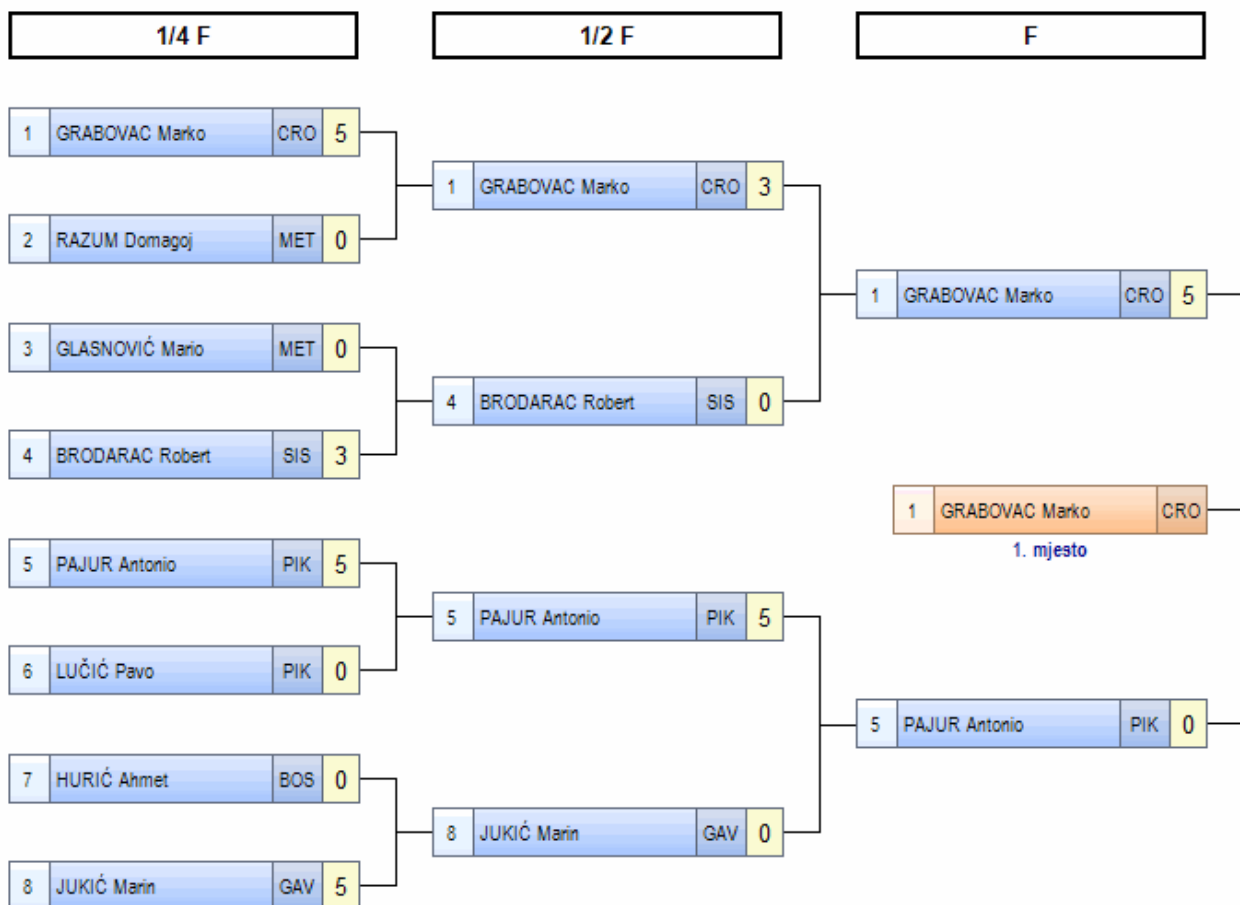 1/4 F
1/2 F
F
1 GRABOVAC Marko CRO 5
2 RAZUM Domagoj MET 0
3 GLASNOVIĆ Mario MET 0
4 BRODARAC Robert SIS 3
5 PAJUR Antonio PIK 5
6 LUČIĆ Pavo PIK 0
7 HURIĆ Ahmet BOS 0
8 JUKIĆ Marin GAV 5
1 GRABOVAC Marko CRO 3
4 BRODARAC Robert SIS 0
5 PAJUR Antonio PIK 5
8 JUKIĆ Marin GAV 0
1 GRABOVAC Marko CRO 5
1 GRABOVAC Marko CRO
1. mjesto
5 PAJUR Antonio PIK 0